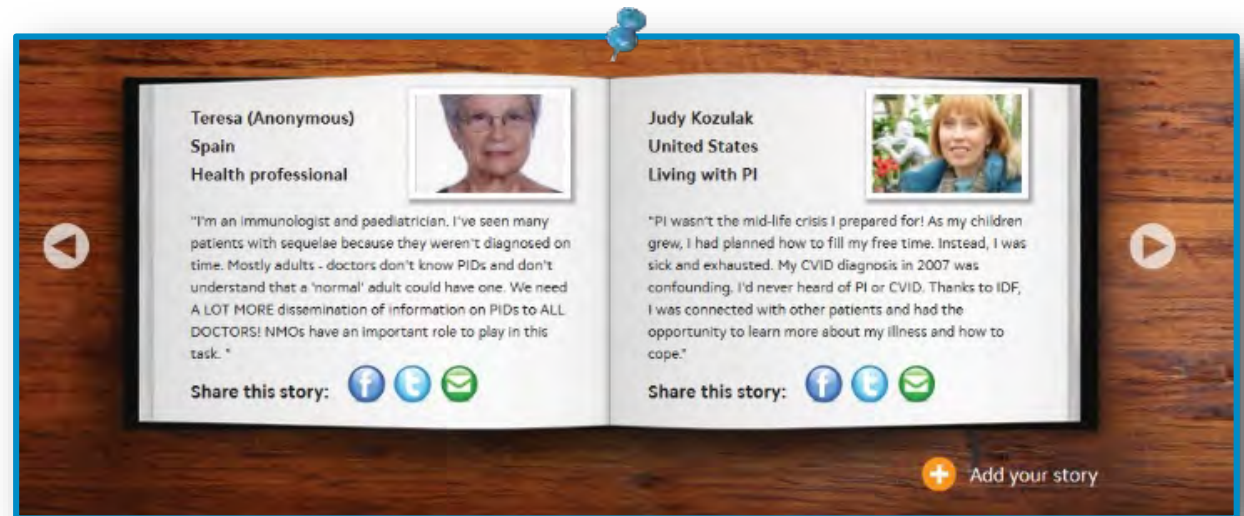 Teresa (Anonymous)
Spain
Health professional
"I'm an immunologist and paediatrician. I've seen many
patients with sequelae because they weren't diagnosed on
time. Mostly adults - doctors don't know PIDs and don't
understand that a 'normal' adult could have one. We need
A LOT MORE dissemination of information on PIDs to ALL
DOCTORS! NMOs have an important role to play in this
task. "
Share this story:
Judy Kozulak
United States
Living with PI
"PI wasn't the mid-life crisis I prepared for! As my children
grew, I had planned how to fill my free time. Instead, I was
sick and exhausted. My CVID diagnosis in 2007 was
confounding. I'd never heard of PI or CVID. Thanks to IDF,
I was connected with other patients and had the
opportunity to learn more about my illness and how to
cope."
Share this story:
Add your story